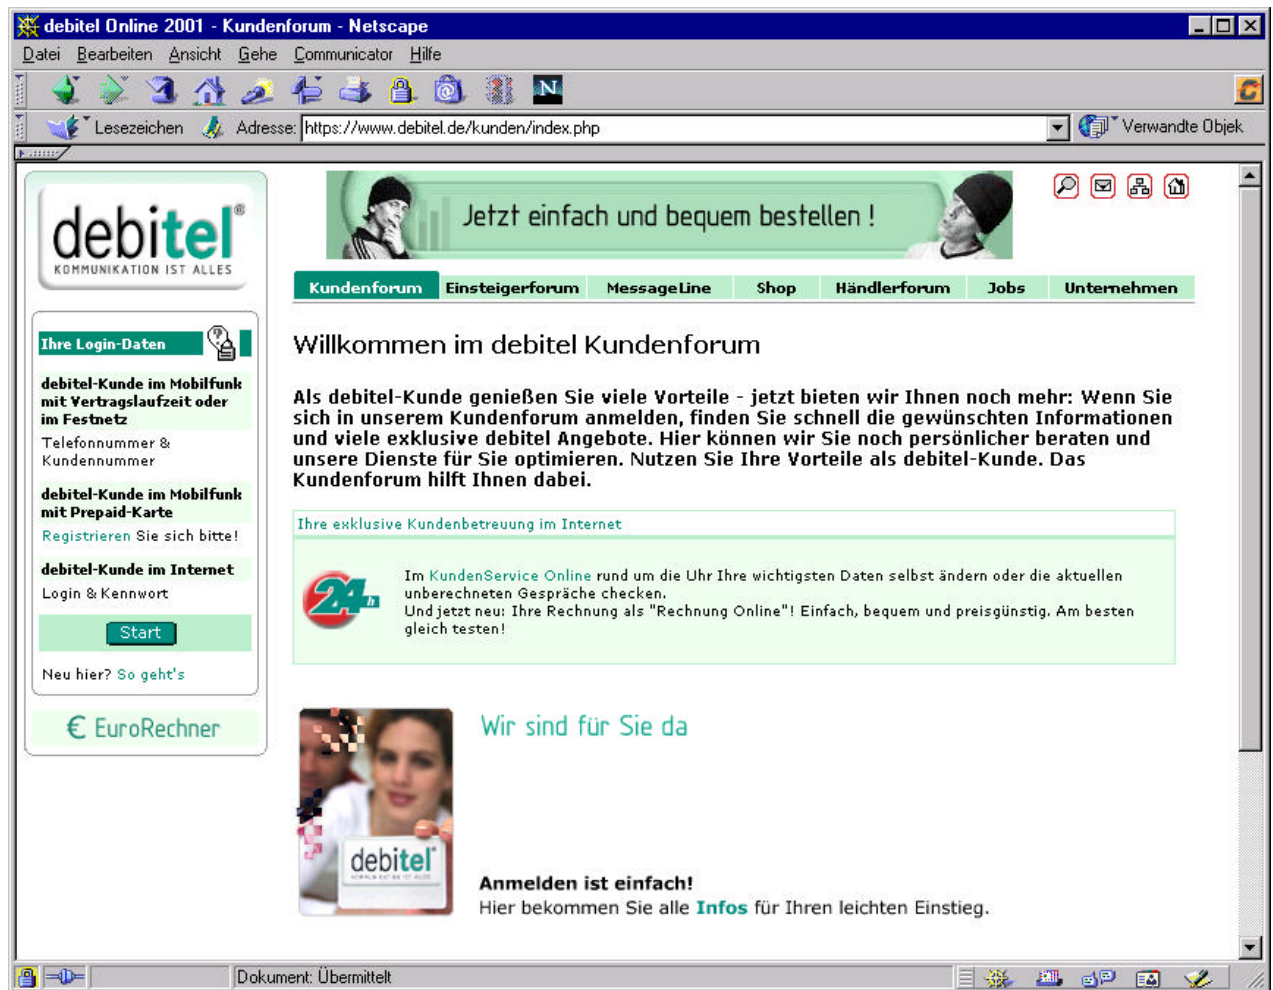 debitel Online 2001 - Kundenforum - Netscape
Datei Bearbeiten Ansicht Gehe Communicator Hilfe
N
Lesezeichen Adresse: https://www.debitel.de/kunden/index.php Verwandte Objek
debitel®
KOMMUNIKATION IST ALLES
Jetzt einfach und bequem bestellen !
Kundenforum Einsteigerforum MessageLine Shop Händlerforum Jobs Unternehmen
Ihre Login-Daten
debitel-Kunde im Mobilfunk
mit Vertragslaufzeit oder
im Festnetz
Telefonnummer &
Kundennummer
debitel-Kunde im Mobilfunk
mit Prepaid-Karte
Registrieren Sie sich bitte!
debitel-Kunde im Internet
Login & Kennwort
Start
Neu hier? So geht's
€ EuroRechner
Willkommen im debitel Kundenforum
Als debitel-Kunde genießen Sie viele Vorteile - jetzt bieten wir Ihnen noch mehr: Wenn Sie
sich in unserem Kundenforum anmelden, finden Sie schnell die gewünschten Informationen
und viele exklusive debitel Angebote. Hier können wir Sie noch persönlicher beraten und
unsere Dienste für Sie optimieren. Nutzen Sie Ihre Vorteile als debitel-Kunde. Das
Kundenforum hilft Ihnen dabei.
Ihre exklusive Kundenbetreuung im Internet
24h
Im KundenService Online rund um die Uhr Ihre wichtigsten Daten selbst ändern oder die aktuellen
unberechneten Gespräche checken.
Und jetzt neu: Ihre Rechnung als "Rechnung Online"! Einfach, bequem und preisgünstig. Am besten
gleich testen!
Wir sind für Sie da
debitel
KOMMUNIKATION IST ALLES
Anmelden ist einfach!
Hier bekommen Sie alle Infos für Ihren leichten Einstieg.
Dokument: Übermittelt